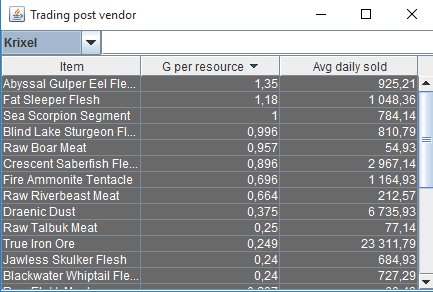 Trading post vendor
Krixel
Item G per resource Avg daily sold
Abyssal Gulper Eel Fle... 1,35 925,21
Fat Sleeper Flesh 1,18 1 048,36
Sea Scorpion Segment 1 784,14
Blind Lake Sturgeon Fl... 0,996 810,79
Raw Boar Meat 0,957 54,93
Crescent Saberfish Fle... 0,896 2 967,14
Fire Ammonite Tentacle 0,696 1 164,93
Raw Riverbeast Meat 0,664 212,57
Draenic Dust 0,375 6 735,93
Raw Talbuk Meat 0,25 77,14
True Iron Ore 0,249 23 311,79
Jawless Skulker Flesh 0,24 684,93
Blackwater Whiptail Fle... 0,24 727,29